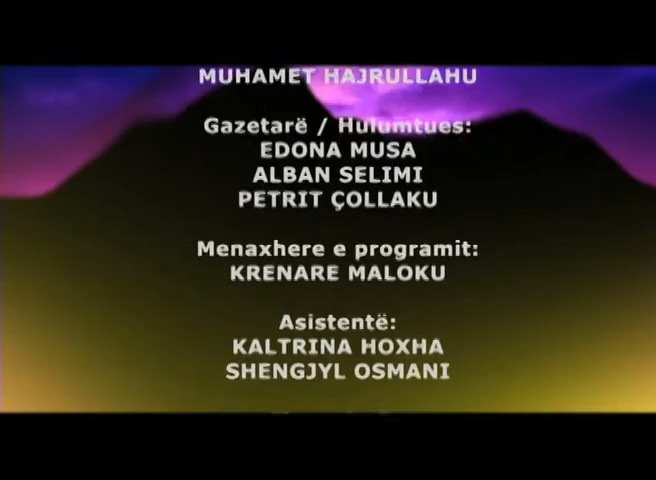 MUHAMET HAJRULLAHU
Gazetarë / Hulumtues:
EDONA MUSA
ALBAN SELIMI
PETRIT ÇOLLAKU
Menaxhere e programit:
KRENARE MALOKU
Asistentë:
KALTRINA HOXHA
SHENGJYL OSMANI